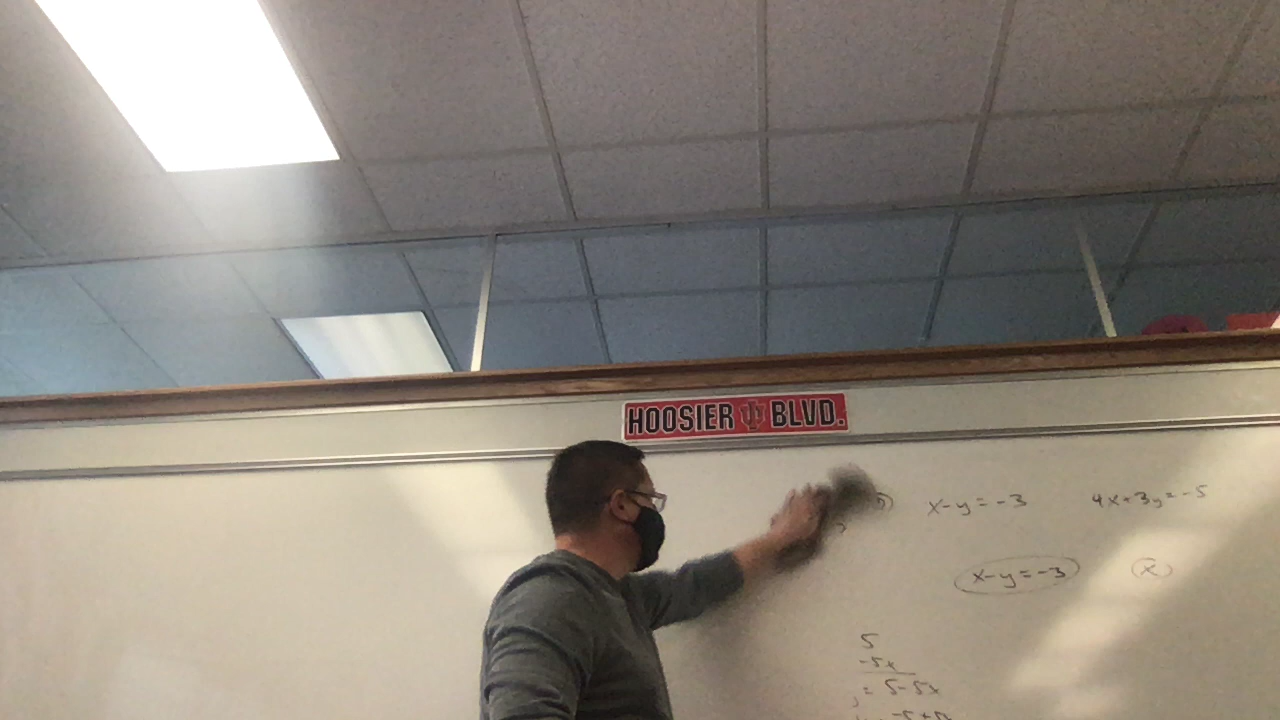 HOOSIER BLVD.
x-y=-3 4x+3y=-5
x-y=-3 x
5
-5x
= 5-5x